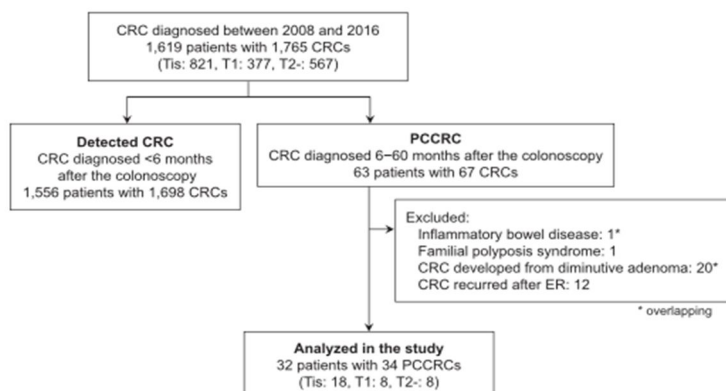 CRC diagnosed between 2008 and 2016
1,619 patients with 1,765 CRCs
(Tis: 821, T1: 377, T2-: 567)
Detected CRC
CRC diagnosed <6 months
after the colonoscopy
1,556 patients with 1,698 CRCs
PCCRC
CRC diagnosed 6−60 months after the colonoscopy
63 patients with 67 CRCs
Excluded:
Inflammatory bowel disease: 1*
Familial polyposis syndrome: 1
CRC developed from diminutive adenoma: 20*
CRC recurred after ER: 12
* overlapping
Analyzed in the study
32 patients with 34 PCCRCs
(Tis: 18, T1: 8, T2-: 8)